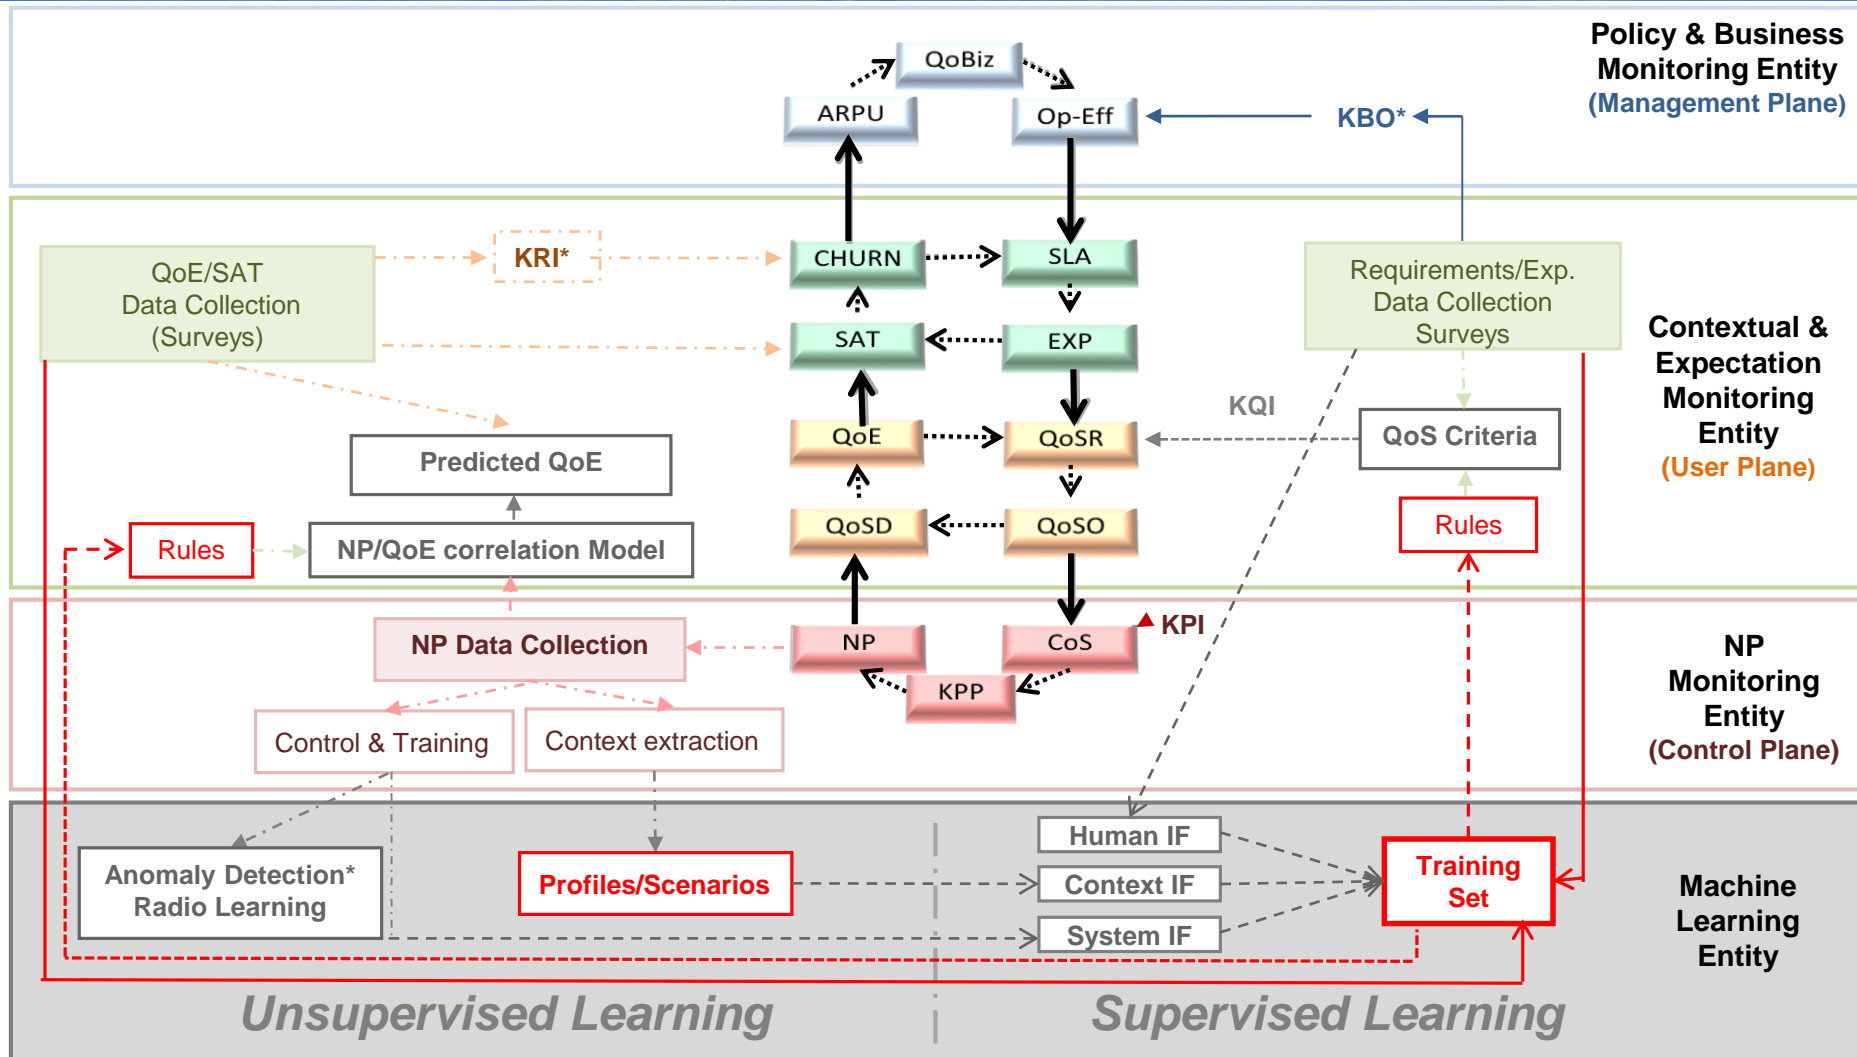 Policy & Business
Monitoring Entity
(Management Plane)
QoBiz
ARPU
Op-Eff
KBO*
QoE/SAT
Data Collection
(Surveys)
KRI*
CHURN
SLA
Requirements/Exp.
Data Collection
Surveys
SAT
EXP
Contextual &
Expectation
Monitoring
Entity
(User Plane)
KQI
QoE
QoSR
QoS Criteria
Predicted QoE
Rules
NP/QoE correlation Model
QoSD
QoSO
Rules
NP Data Collection
NP
CoS
KPI
KPP
NP
Monitoring
Entity
(Control Plane)
Control & Training
Context extraction
Anomaly Detection*
Radio Learning
Profiles/Scenarios
Human IF
Context IF
System IF
Training
Set
Machine
Learning
Entity
Unsupervised Learning
Supervised Learning